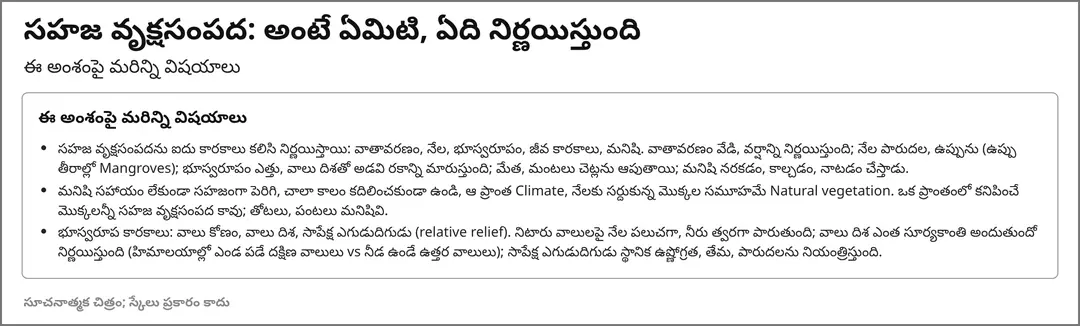 సహజ వృక్షసంపద: అంటే ఏమిటి, ఏది నిర్ణయిస్తుంది
ఈ అంశంపై మరిన్ని విషయాలు
ఈ అంశంపై మరిన్ని విషయాలు
• సహజ వృక్షసంపదను ఐదు కారకాలు కలిసి నిర్ణయిస్తాయి: వాతావరణం, నేల, భూస్వరూపం, జీవ కారకాలు, మనిషి. వాతావరణం వేడి, వర్షాన్ని నిర్ణయిస్తుంది; నేల పారుదల, ఉప్పును (ఉప్పు
తీరాల్లో Mangroves); భూస్వరూపం ఎత్తు, వాలు దిశతో అడవి రకాన్ని మారుస్తుంది; మేత, మంటలు చెట్లను ఆపుతాయి; మనిషి నరకడం, కాల్చడం, నాటడం చేస్తాడు.
• మనిషి సహాయం లేకుండా సహజంగా పెరిగి, చాలా కాలం కదిలించకుండా ఉండి, ఆ ప్రాంత Climate, నేలకు సర్దుకున్న మొక్కల సమూహమే Natural vegetation. ఒక ప్రాంతంలో కనిపించే
మొక్కలన్నీ సహజ వృక్షసంపద కావు; తోటలు, పంటలు మనిషివి.
• భూస్వరూప కారకాలు: వాలు కోణం, వాలు దిశ, సాపేక్ష ఎగుడుదిగుడు (relative relief). నిటారు వాలులపై నేల పలుచగా, నీరు త్వరగా పారుతుంది; వాలు దిశ ఎంత సూర్యకాంతి అందుతుందో
నిర్ణయిస్తుంది (హిమాలయాల్లో ఎండ పడే దక్షిణ వాలులు vs నీడ ఉండే ఉత్తర వాలులు); సాపేక్ష ఎగుడుదిగుడు స్థానిక ఉష్ణోగ్రత, తేమ, పారుదలను నియంత్రిస్తుంది.
సూచనాత్మక చిత్రం; స్కేలు ప్రకారం కాదు